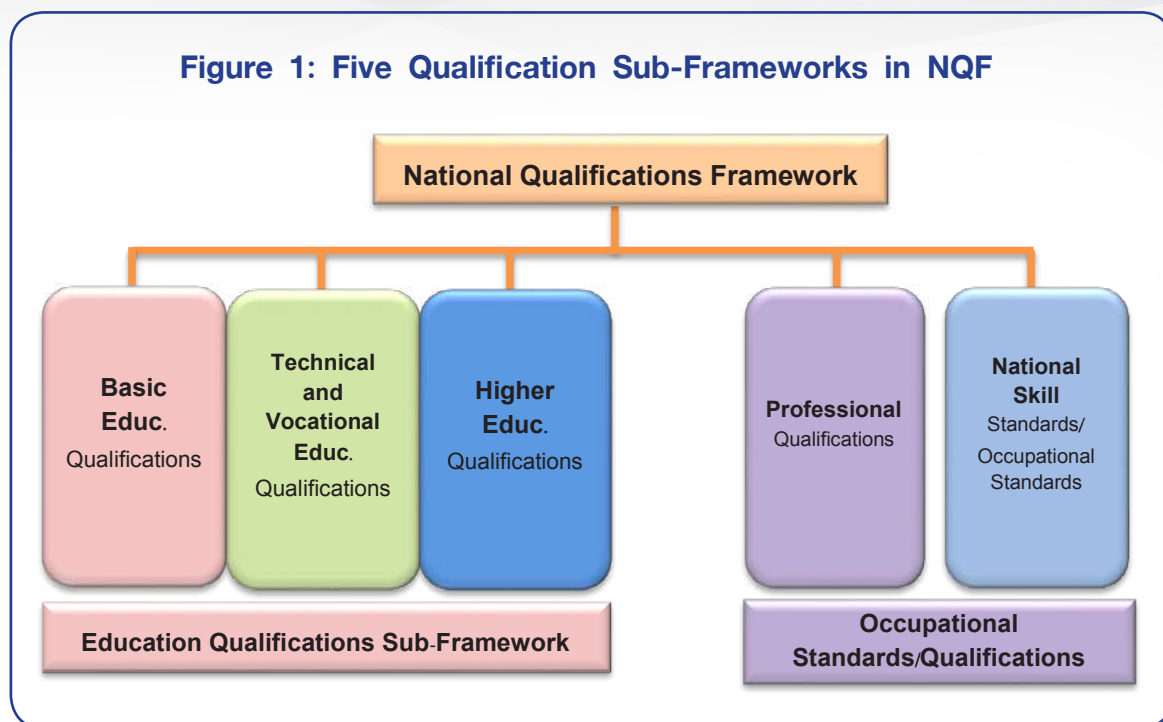 Figure 1: Five Qualification Sub-Frameworks in NQF
National Qualifications Framework
Basic
Educ.
Qualifications
Technical
and
Vocational
Educ.
Qualifications
Higher
Educ.
Qualifications
Professional
Qualifications
National
Skill
Standards/
Occupational
Standards
Education Qualifications Sub-Framework
Occupational
Standards/Qualifications